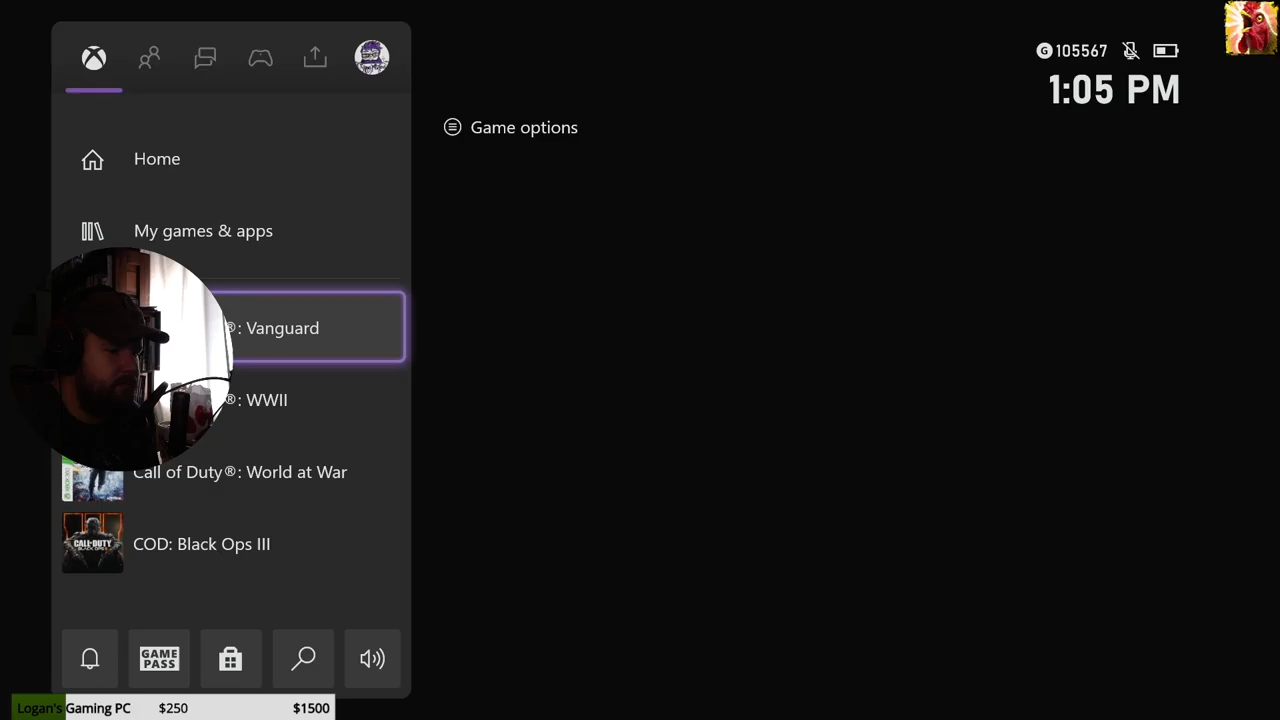 G 105567
1:05 PM
Game options
Home
My games & apps
®: Vanguard
®: WWII
Call of Duty®: World at War
CALL·DUTY
COD: Black Ops III
GAME
PASS
Logan's Gaming PC $250 $1500